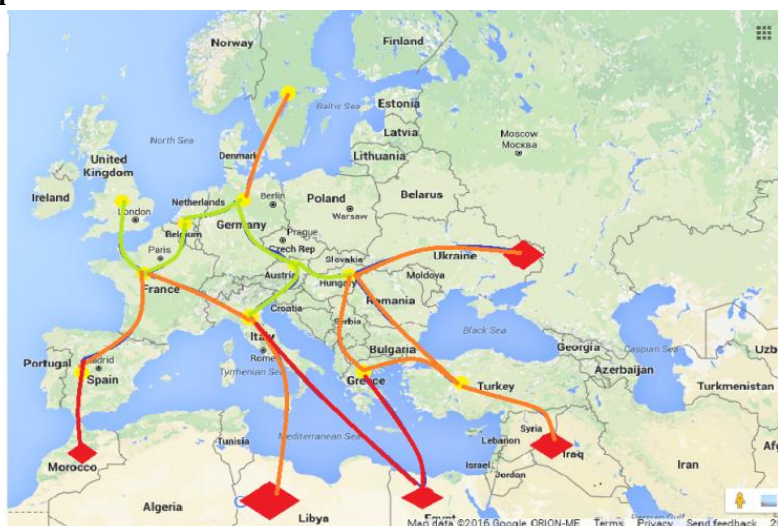 Norway
Finland
Baltic Sea
Estonia
Latvia
Moscow
Москва
North Sea
Denmark
Lithuania
United
Kingdom
Ireland
London
Netherlands
Berlin
Poland
Warsaw
Belarus
Belgium
Germany
Prague
Czech Rep
Paris
Slovakia
Ukraine
Austria
Hungary
Moldova
France
Croatia
Romania
Serbia
Italy
Rome
Bulgaria
Black Sea
Georgia
Caspian Sea
Azerbaijan
Turkmenistan
Portugal
Spain
Tyrrhenian Sea
Greece
Turkey
Tunisia
Mediterranean Sea
Syria
Lebanon
Iraq
Israel
Jordan
Iran
Morocco
Algeria
Libya
Egypt
Map data ©2016 Google, ORION-ME
Terms
Privacy
Send feedback